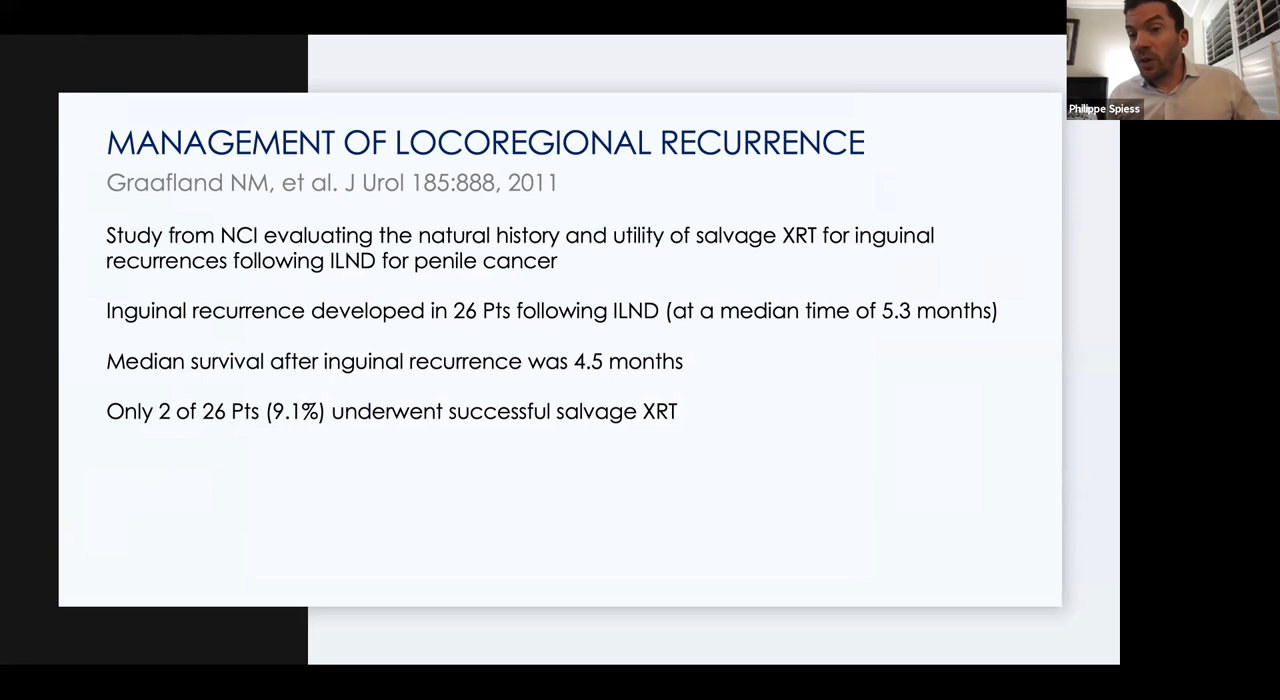 MANAGEMENT OF LOCOREGIONAL RECURRENCE
Graafland NM, et al. J Urol 185:888, 2011
Study from NCI evaluating the natural history and utility of salvage XRT for inguinal
recurrences following ILND for penile cancer
Inguinal recurrence developed in 26 Pts following ILND (at a median time of 5.3 months)
Median survival after inguinal recurrence was 4.5 months
Only 2 of 26 Pts (9.1%) underwent successful salvage XRT
Philippe Spiess